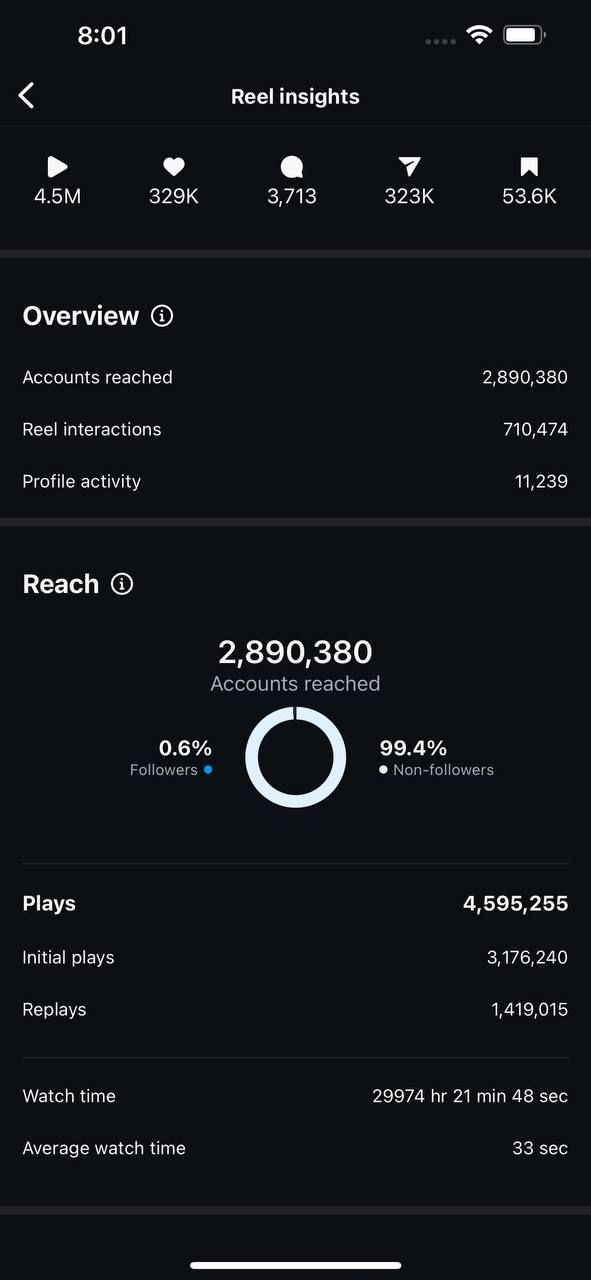 8:01
Reel insights
4.5M 329K 3,713 323K 53.6K
Overview
Accounts reached 2,890,380
Reel interactions 710,474
Profile activity 11,239
Reach
2,890,380
Accounts reached
0.6% 99.4%
Followers Non-followers
Plays 4,595,255
Initial plays 3,176,240
Replays 1,419,015
Watch time 29974 hr 21 min 48 sec
Average watch time 33 sec